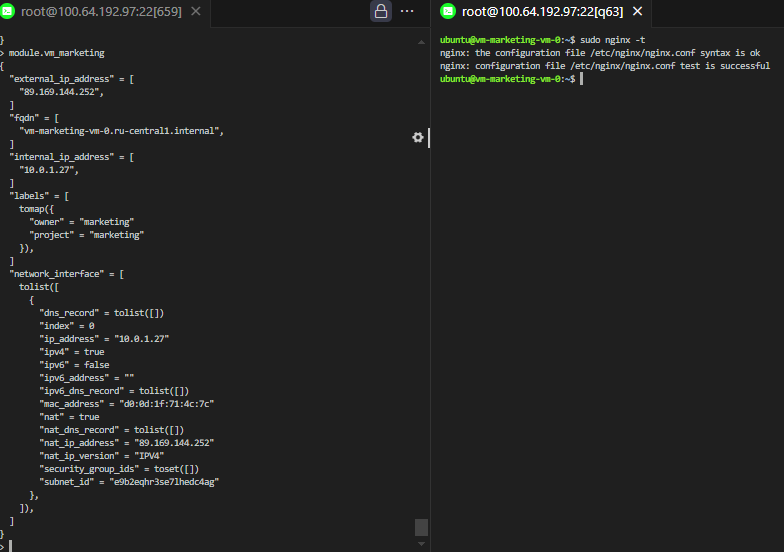 root@100.64.192.97:22[659]
}
> module.vm_marketing
{
  "external_ip_address" = [
    "89.169.144.252",
  ]
  "fqdn" = [
    "vm-marketing-vm-0.ru-central1.internal",
  ]
  "internal_ip_address" = [
    "10.0.1.27",
  ]
  "labels" = [
    tomap({
      "owner" = "marketing"
      "project" = "marketing"
    }),
  ]
  "network_interface" = [
    tolist([
      {
        "dns_record" = tolist([])
        "index" = 0
        "ip_address" = "10.0.1.27"
        "ipv4" = true
        "ipv6" = false
        "ipv6_address" = ""
        "ipv6_dns_record" = tolist([])
        "mac_address" = "d0:0d:1f:71:4c:7c"
        "nat" = true
        "nat_dns_record" = tolist([])
        "nat_ip_address" = "89.169.144.252"
        "nat_ip_version" = "IPV4"
        "security_group_ids" = toset([])
        "subnet_id" = "e9b2eqhr3se7lhedc4ag"
      },
    ]),
  ]
}
>
root@100.64.192.97:22[q63]
ubuntu@vm-marketing-vm-0:~$ sudo nginx -t
nginx: the configuration file /etc/nginx/nginx.conf syntax is ok
nginx: configuration file /etc/nginx/nginx.conf test is successful
ubuntu@vm-marketing-vm-0:~$